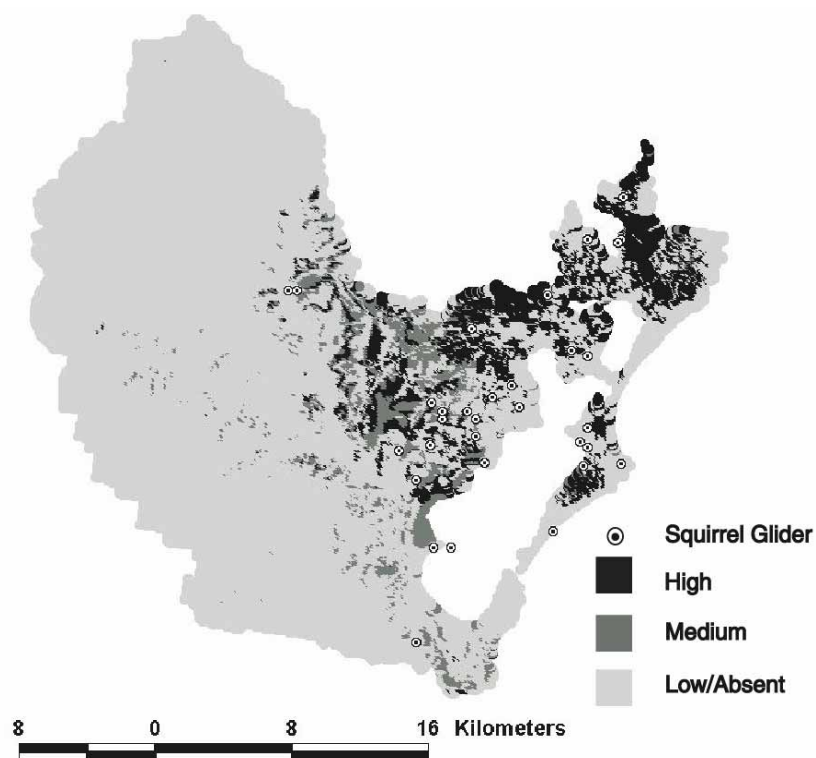 Squirrel Glider
High
Medium
Low/Absent
8 0 8 16 Kilometers